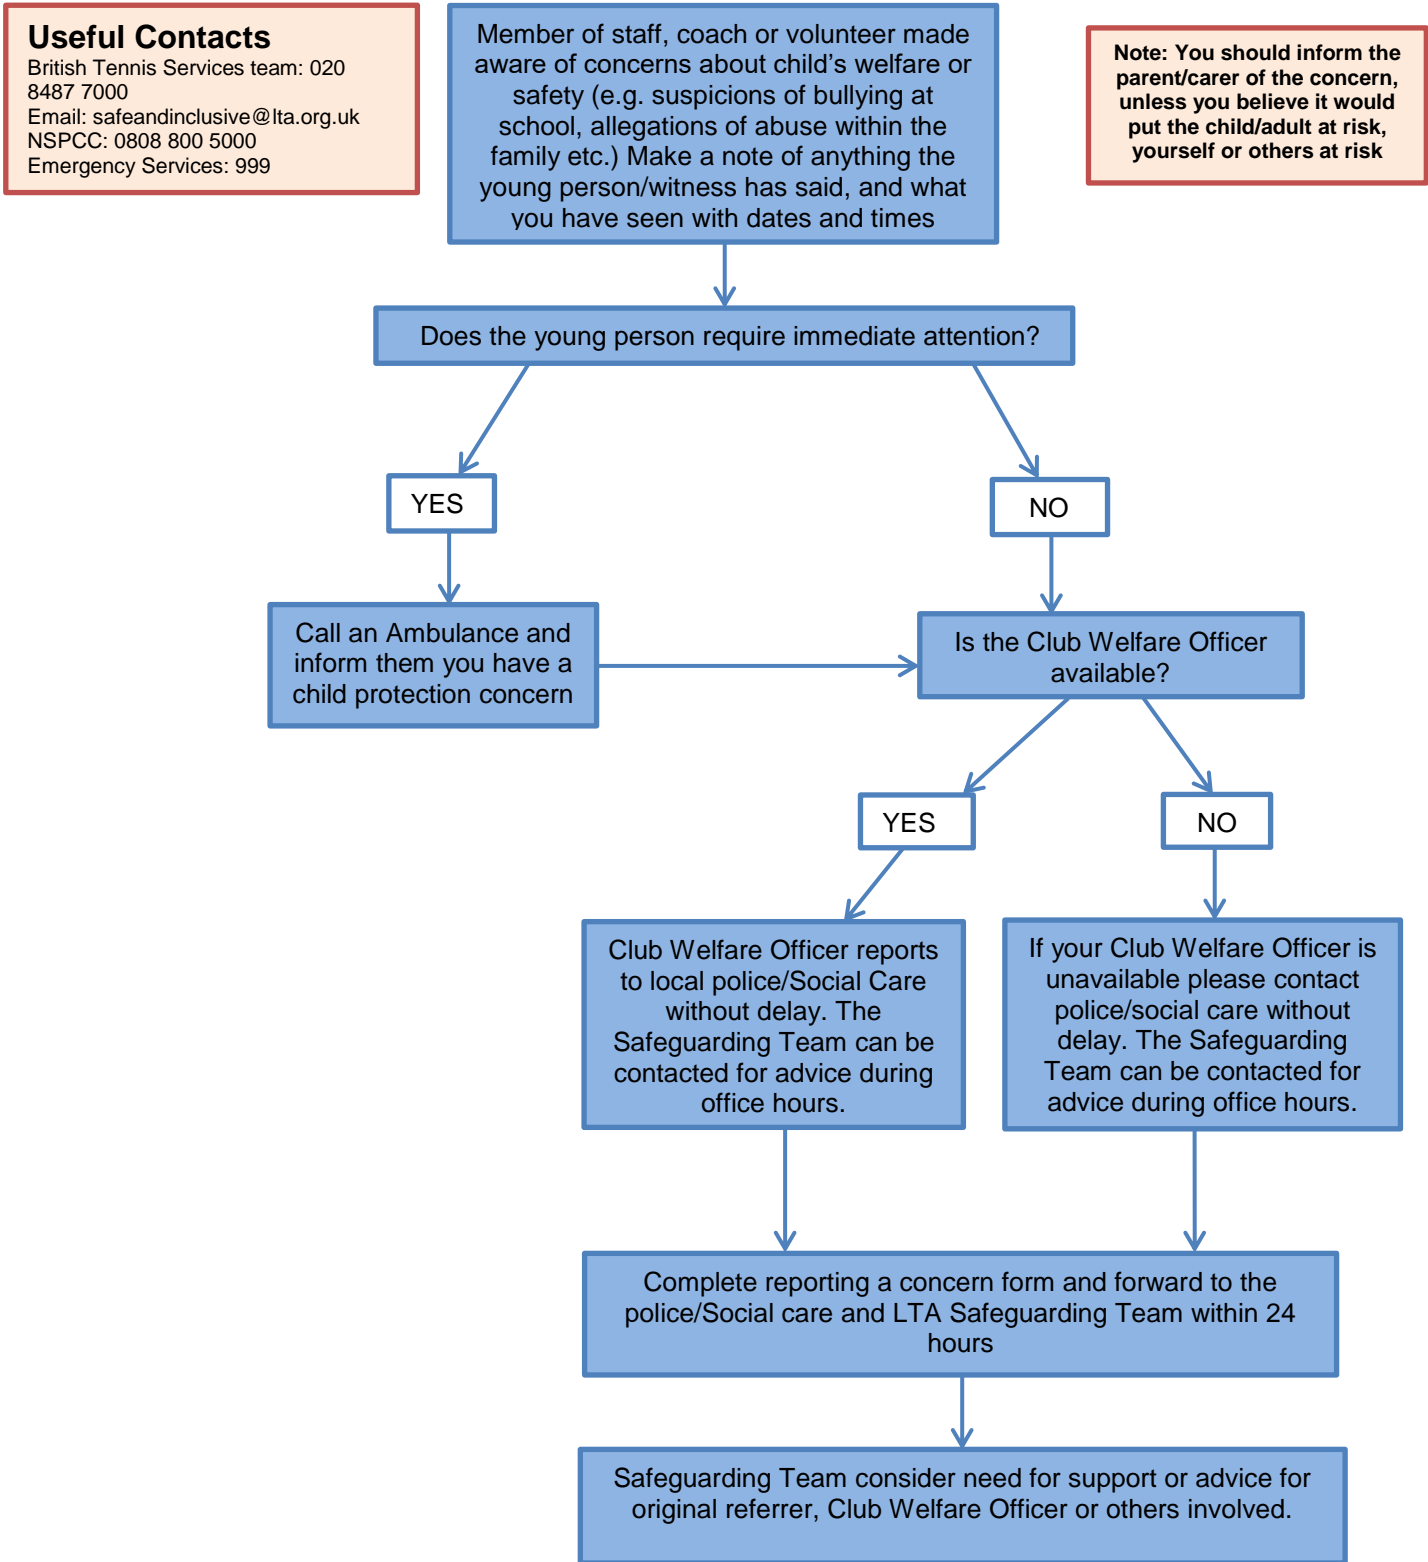 Useful Contacts
British Tennis Services team: 020
8487 7000
Email: safeandinclusive@lta.org.uk
NSPCC: 0808 800 5000
Emergency Services: 999
Member of staff, coach or volunteer made
aware of concerns about child’s welfare or
safety (e.g. suspicions of bullying at
school, allegations of abuse within the
family etc.) Make a note of anything the
young person/witness has said, and what
you have seen with dates and times
Note: You should inform the
parent/carer of the concern,
unless you believe it would
put the child/adult at risk,
yourself or others at risk
Does the young person require immediate attention?
YES
NO
Call an Ambulance and
inform them you have a
child protection concern
Is the Club Welfare Officer
available?
YES
NO
Club Welfare Officer reports
to local police/Social Care
without delay. The
Safeguarding Team can be
contacted for advice during
office hours.
If your Club Welfare Officer is
unavailable please contact
police/social care without
delay. The Safeguarding
Team can be contacted for
advice during office hours.
Complete reporting a concern form and forward to the
police/Social care and LTA Safeguarding Team within 24
hours
Safeguarding Team consider need for support or advice for
original referrer, Club Welfare Officer or others involved.